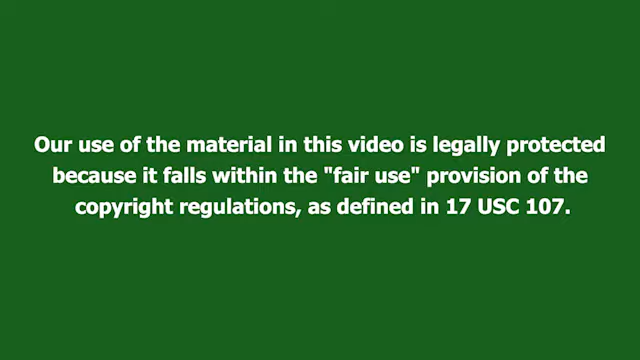 Our use of the material in this video is legally protected
because it falls within the "fair use" provision of the
copyright regulations, as defined in 17 USC 107.